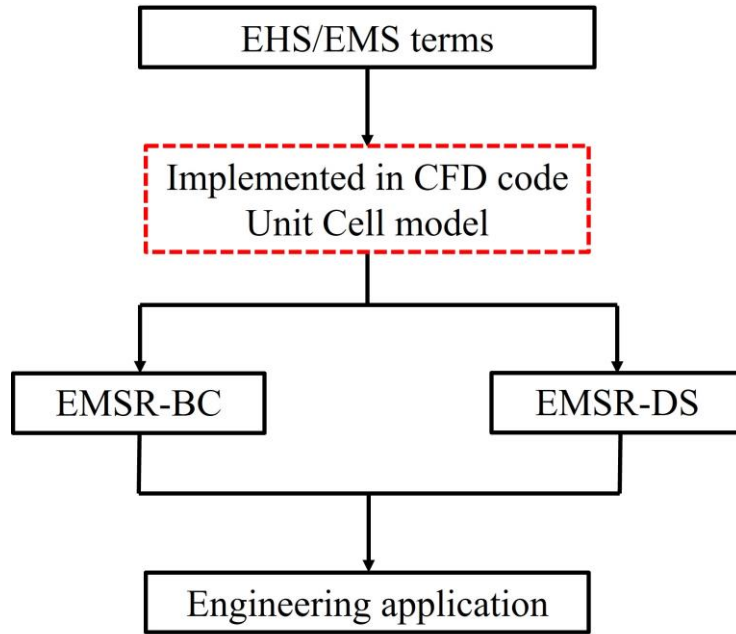 EHS/EMS terms
Implemented in CFD code
Unit Cell model
EMSR-BC
EMSR-DS
Engineering application